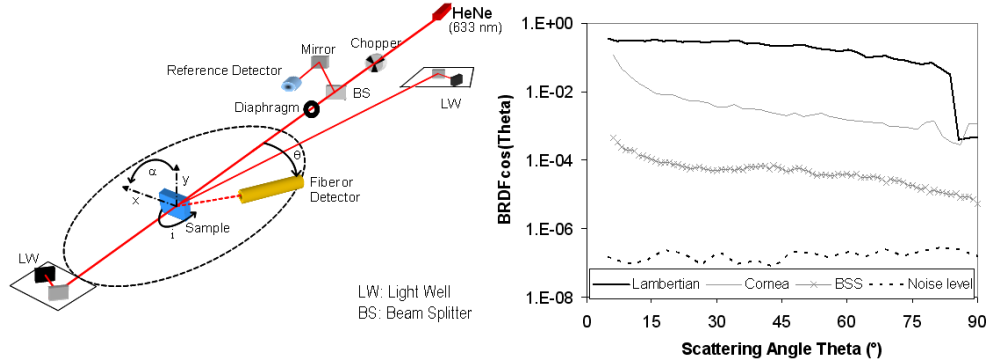 HeNe
(633 nm)
Chopper
Mirror
Reference Detector
BS
LW
Diaphragm
θ
α
y
x
Fiber or
Detector
Sample
i
LW
LW: Light Well
BS: Beam Splitter
BRDFcos(Theta)
1.E+00
1.E-02
1.E-04
1.E-06
1.E-08
Lambertian
Cornea
BSS
Noise level
0 15 30 45 60 75 90
Scattering Angle Theta (°)